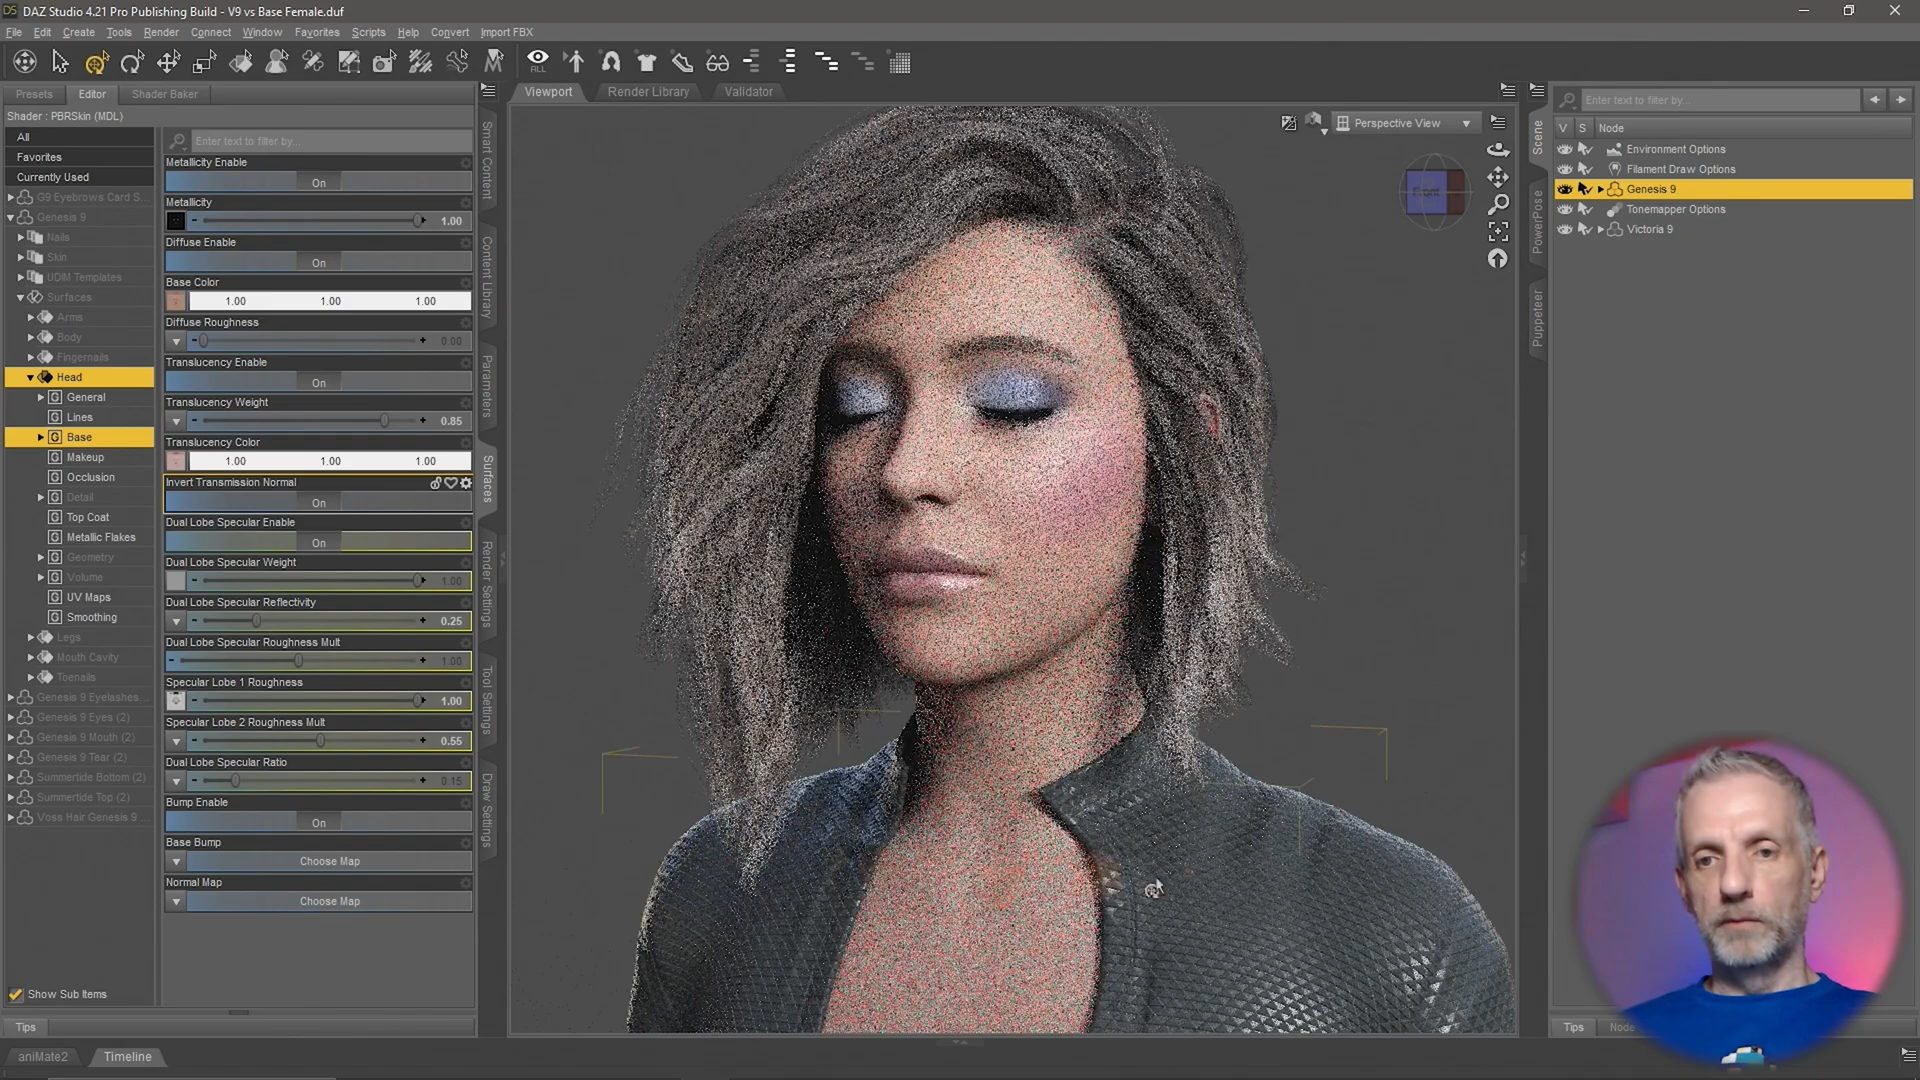 DAZ Studio 4.21 Pro Publishing Build - V9 vs Base Female.duf
File Edit Create Tools Render Connect Window Favorites Scripts Help Convert Import FBX
ALL
Presets Editor Shader Baker
Shader : PBRSkin (MDL)
All
Favorites
Currently Used
G9 Eyebrows Card S...
Genesis 9
Nails
Skin
UDIM Templates
Surfaces
Arms
Body
Fingernails
Head
General
Lines
Base
Makeup
Occlusion
Detail
Top Coat
Metallic Flakes
Geometry
Volume
UV Maps
Smoothing
Legs
Mouth Cavity
Toenails
Genesis 9 Eyelashes...
Genesis 9 Eyes (2)
Genesis 9 Mouth (2)
Genesis 9 Tear (2)
Summertide Bottom (2)
Summertide Top (2)
Voss Hair Genesis 9 ...
Show Sub Items
Tips
Enter text to filter by...
Metallicity Enable
On
Metallicity
1.00
Diffuse Enable
On
Base Color
1.00 1.00 1.00
Diffuse Roughness
0.00
Translucency Enable
On
Translucency Weight
0.85
Translucency Color
1.00 1.00 1.00
Invert Transmission Normal
On
Dual Lobe Specular Enable
On
Dual Lobe Specular Weight
1.00
Dual Lobe Specular Reflectivity
0.25
Dual Lobe Specular Roughness Mult
1.00
Specular Lobe 1 Roughness
1.00
Specular Lobe 2 Roughness Mult
0.55
Dual Lobe Specular Ratio
0.15
Bump Enable
On
Base Bump
Choose Map
Normal Map
Choose Map
Smart Content
Content Library
Parameters
Surfaces
Render Settings
Tool Settings
Draw Settings
Viewport Render Library Validator
Perspective View
Front
Scene
PowerPose
Puppeteer
Enter text to filter by...
V S Node
Environment Options
Filament Draw Options
Genesis 9
Tonemapper Options
Victoria 9
Tips Node
aniMate2 Timeline